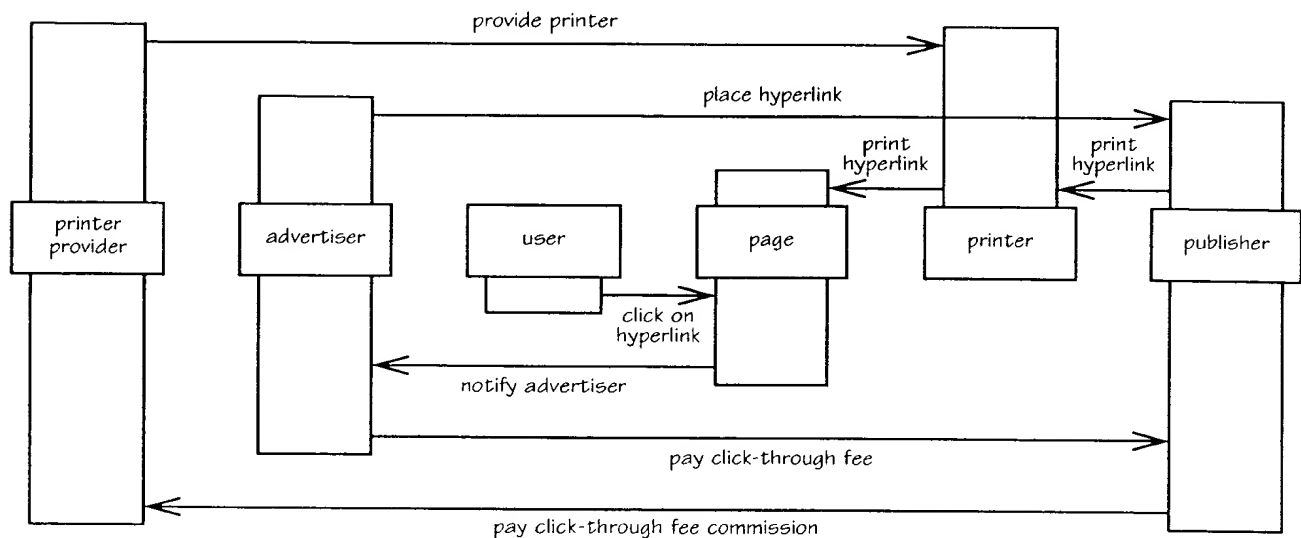 provide printer
place hyperlink
print
hyperlink
print
hyperlink
printer
provider
advertiser
user
page
printer
publisher
click on
hyperlink
notify advertiser
pay click-through fee
pay click-through fee commission